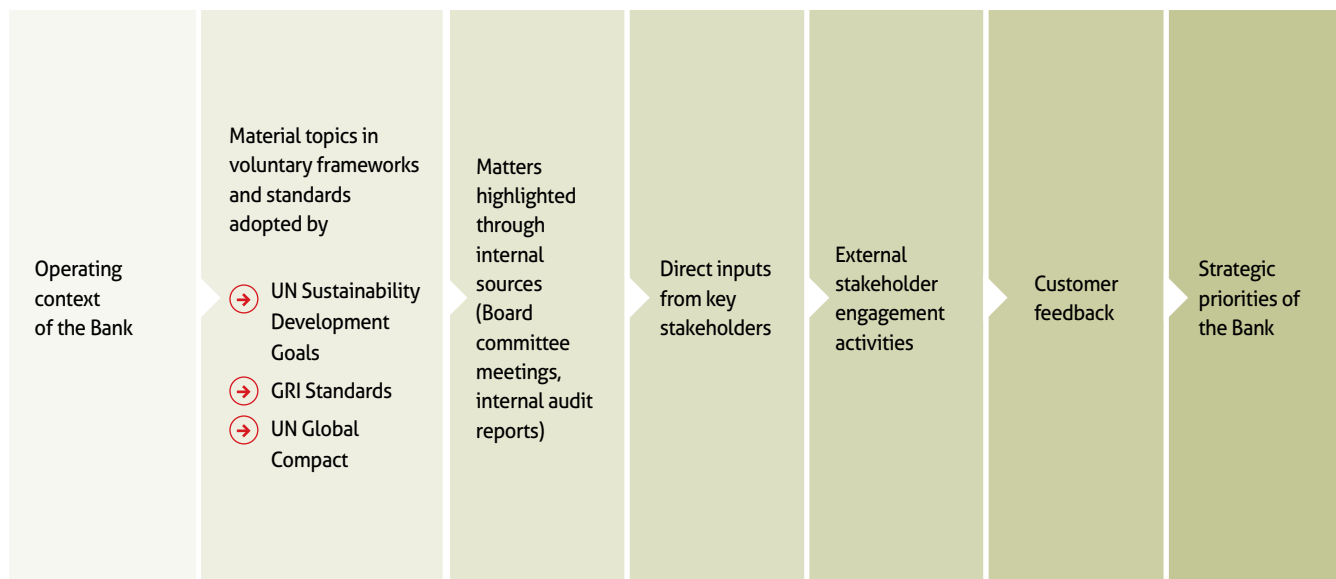 Operating
context
of the Bank
Material topics in
voluntary frameworks
and standards
adopted by
UN Sustainability
Development
Goals
GRI Standards
UN Global
Compact
Matters
highlighted
through
internal
sources
(Board
committee
meetings,
internal audit
reports)
Direct inputs
from key
stakeholders
External
stakeholder
engagement
activities
Customer
feedback
Strategic
priorities of
the Bank